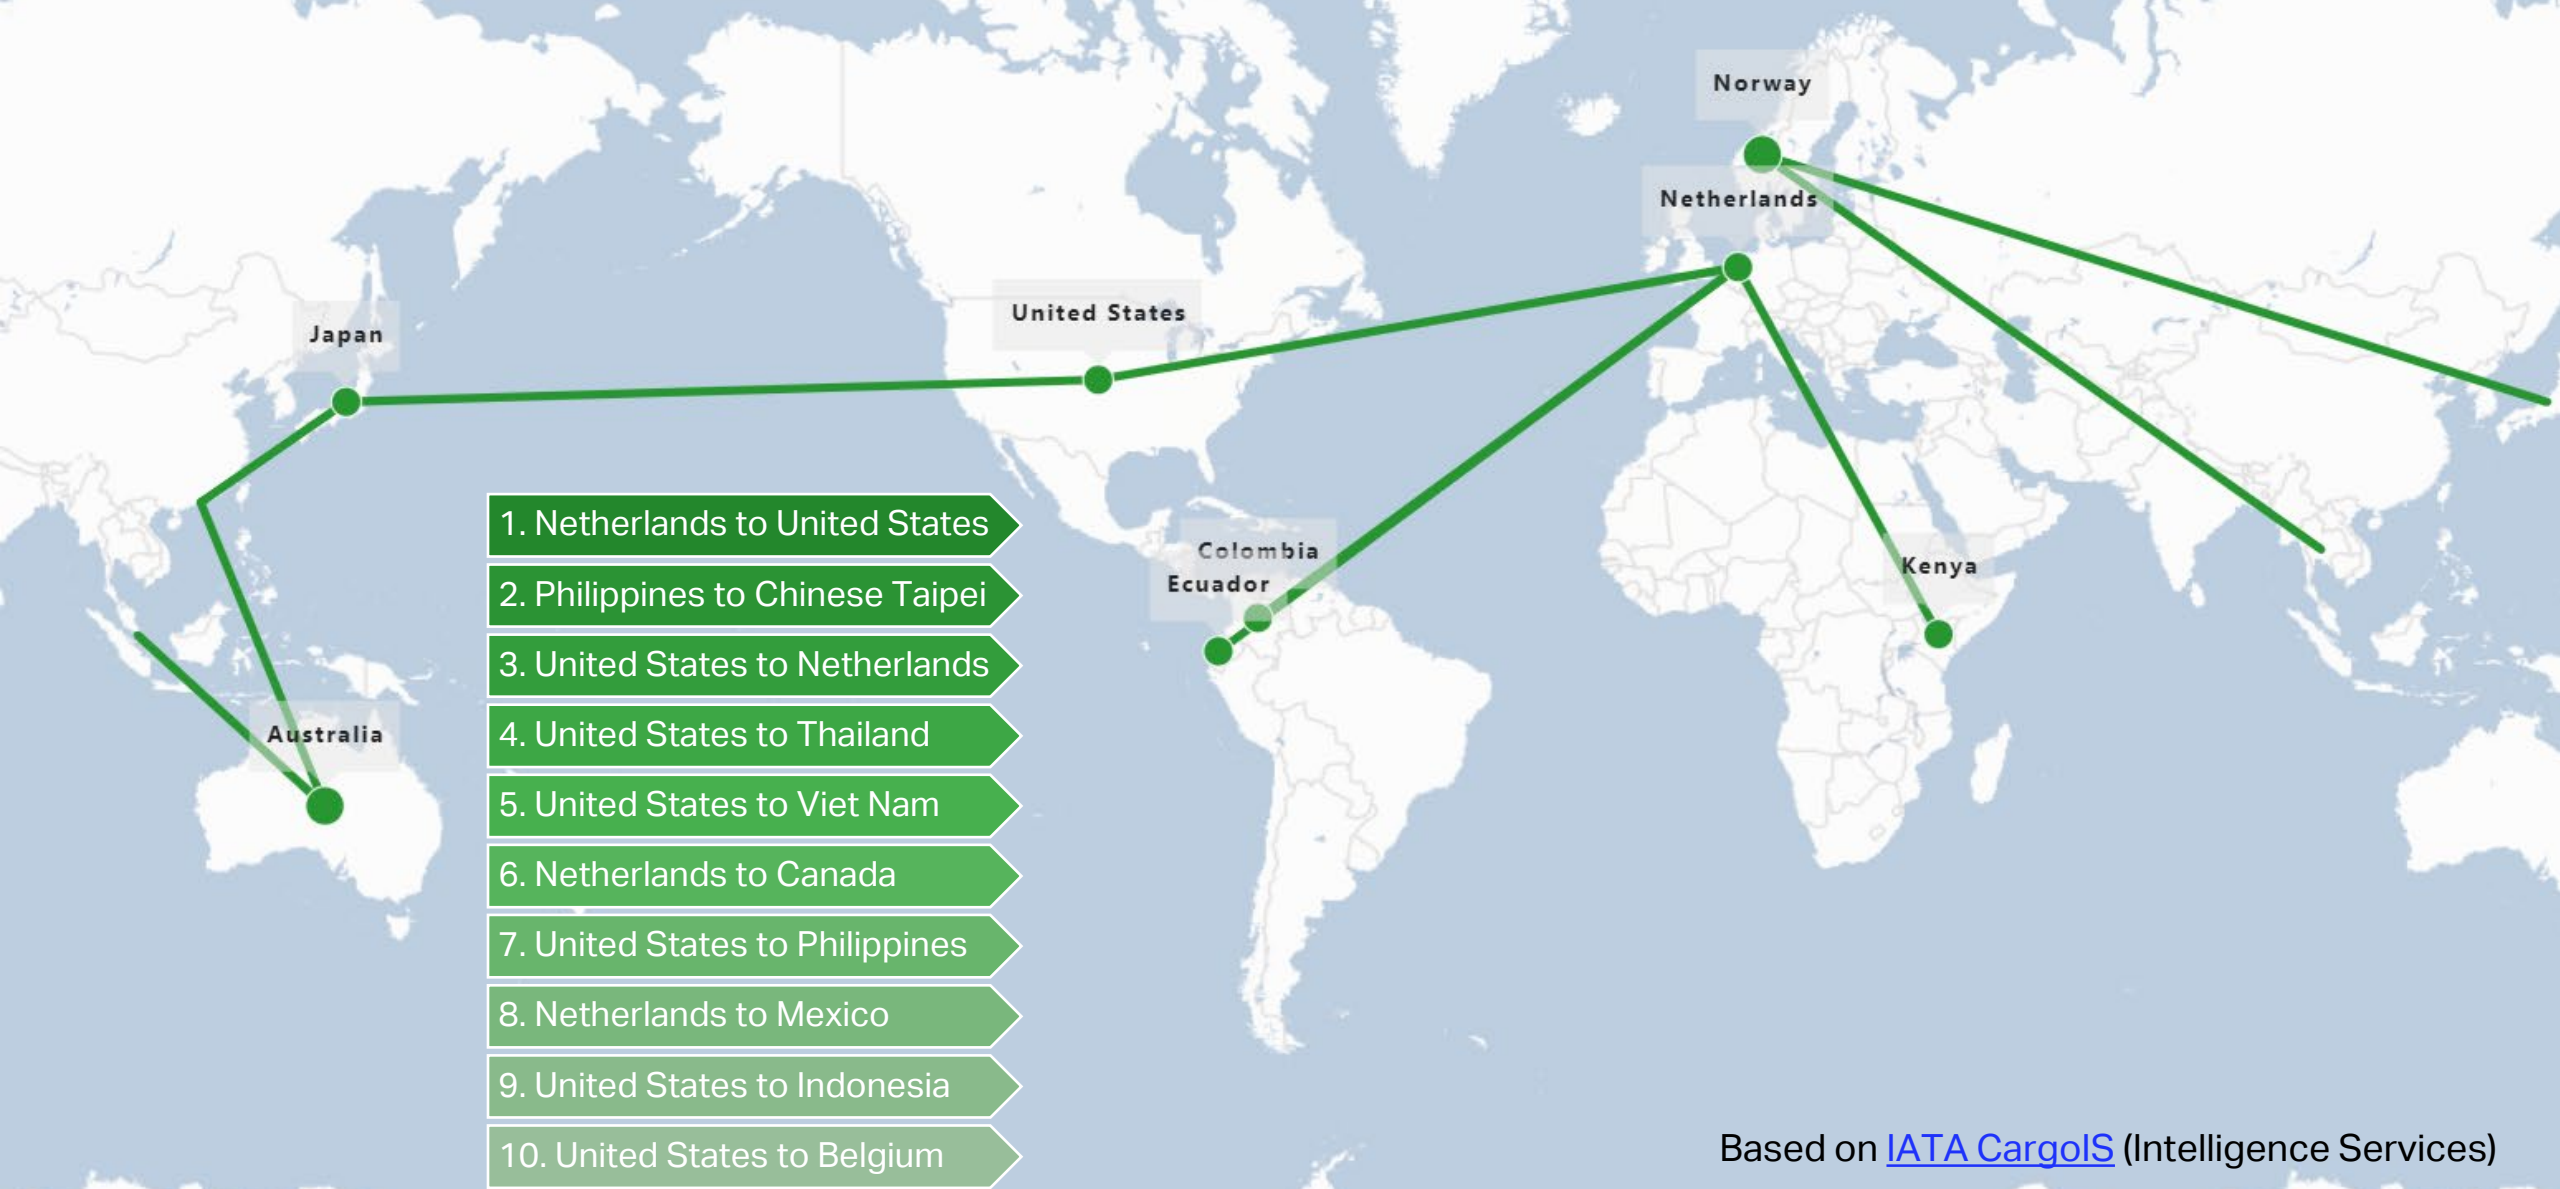 Norway
Netherlands
United States
Japan
Colombia
Ecuador
Kenya
Australia
1. Netherlands to United States
2. Philippines to Chinese Taipei
3. United States to Netherlands
4. United States to Thailand
5. United States to Viet Nam
6. Netherlands to Canada
7. United States to Philippines
8. Netherlands to Mexico
9. United States to Indonesia
10. United States to Belgium
Based on IATA CargoIS (Intelligence Services)